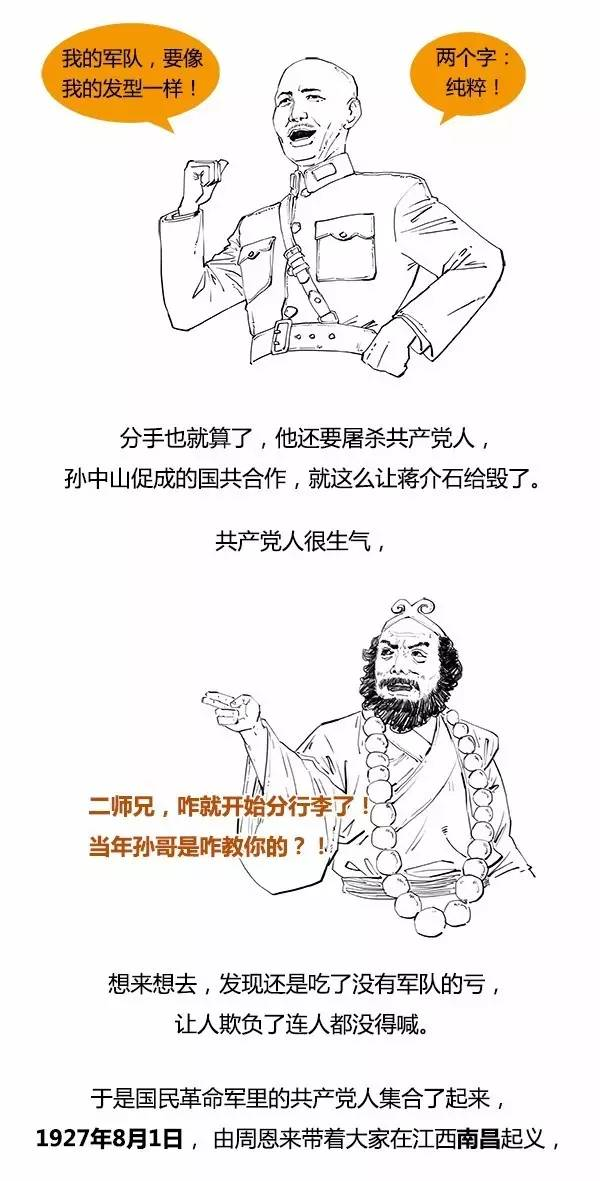 我的军队，要像
我的发型一样！
两个字：
纯粹！
分手也就算了，他还要屠杀共产党人，
孙中山促成的国共合作，就这么让蒋介石给毁了。
共产党人很生气，
二师兄，咋就开始分行李了！
当年孙哥是咋教你的？！
想来想去，发现还是吃了没有军队的亏，
让人欺负了连人都没得喊。
于是国民革命军里的共产党人集合了起来，
1927年8月1日，由周恩来带着大家在江西南昌起义，